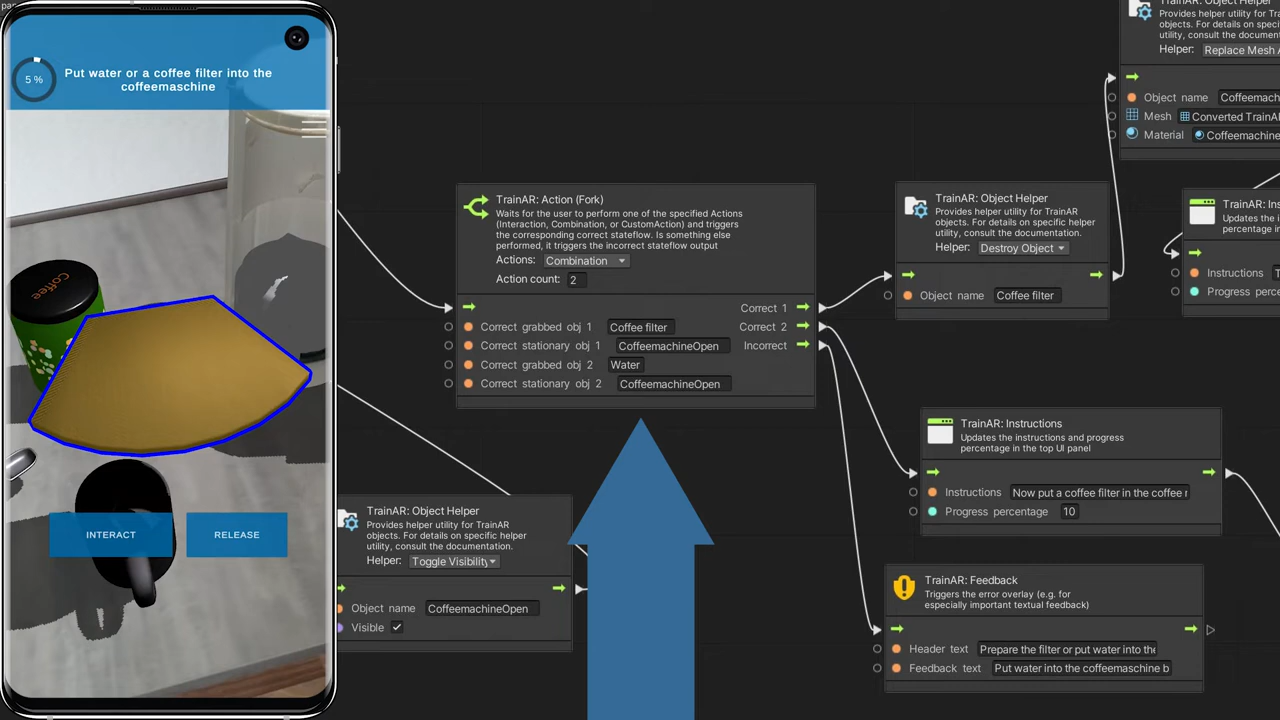 5 %
Put water or a coffee filter into the
coffeemaschine
Coffee
INTERACT
RELEASE
TrainAR: Action (Fork)
Waits for the user to perform one of the specified Actions
(Interaction, Combination, or CustomAction) and triggers
the corresponding correct stateflow. Is something else
performed, it triggers the incorrect stateflow output
Actions: Combination
Action count: 2
Correct 1
Correct grabbed obj 1 Coffee filter Correct 2
Correct stationary obj 1 CoffeemachineOpen Incorrect
Correct grabbed obj 2 Water
Correct stationary obj 2 CoffeemachineOpen
TrainAR: Object Helper
Provides helper utility for TrainAR
objects. For details on specific helper
utility, consult the documentation.
Helper: Toggle Visibility
Object name CoffeemachineOpen
Visible
TrainAR: Object Helper
Provides helper utility for TrainAR
objects. For details on specific helper
utility, consult the documentation.
Helper: Destroy Object
Object name Coffee filter
TrainAR: Object Helper
Provides helper utility for TrainAR
objects. For details on specific
utility, consult the documen
Helper: Replace Mesh A
Object name Coffeemach
Mesh Converted TrainAR
Material Coffeemachine
TrainAR: Ins
Updates the i
percentage in
Instructions T
Progress perce
TrainAR: Instructions
Updates the instructions and progress
percentage in the top UI panel
Instructions Now put a coffee filter in the coffee r
Progress percentage 10
TrainAR: Feedback
Triggers the error overlay (e.g. for
especially important textual feedback)
Header text Prepare the filter or put water into the
Feedback text Put water into the coffeemaschine b